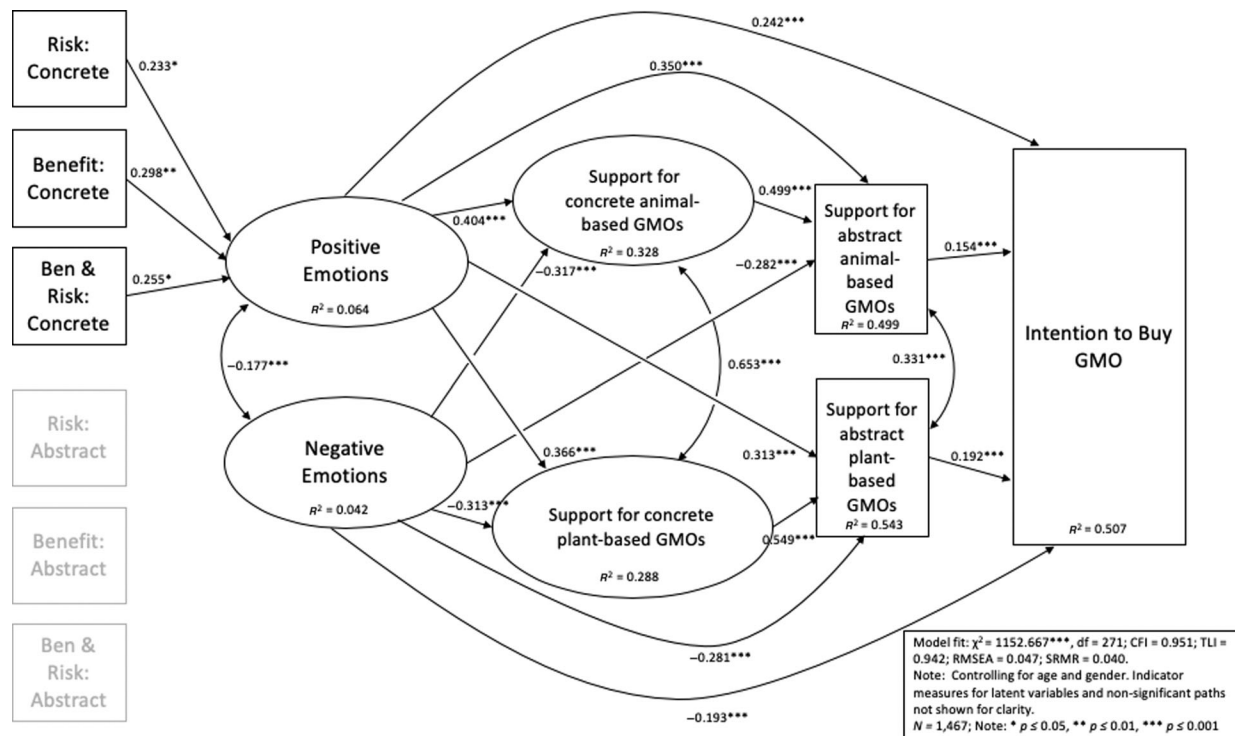 Risk:
Concrete
Benefit:
Concrete
Ben &
Risk:
Concrete
Risk:
Abstract
Benefit:
Abstract
Ben &
Risk:
Abstract
0.233*
0.298**
0.255*
Positive
Emotions
R² = 0.064
−0.177***
Negative
Emotions
R² = 0.042
0.242***
0.350***
0.404***
−0.317***
0.366***
−0.313***
Support for
concrete animal-
based GMOs
R² = 0.328
0.653***
Support for concrete
plant-based GMOs
R² = 0.288
0.499***
−0.282***
0.313***
0.549***
−0.281***
−0.193***
Support for
abstract
animal-
based
GMOs
R² = 0.499
0.331***
Support for
abstract
plant-
based
GMOs
R² = 0.543
0.154***
0.192***
Intention to Buy
GMO
R² = 0.507
Model fit: χ² = 1152.667***, df = 271; CFI = 0.951; TLI =
0.942; RMSEA = 0.047; SRMR = 0.040.
Note: Controlling for age and gender. Indicator
measures for latent variables and non-significant paths
not shown for clarity.
N = 1,467; Note: * p ≤ 0.05, ** p ≤ 0.01, *** p ≤ 0.001